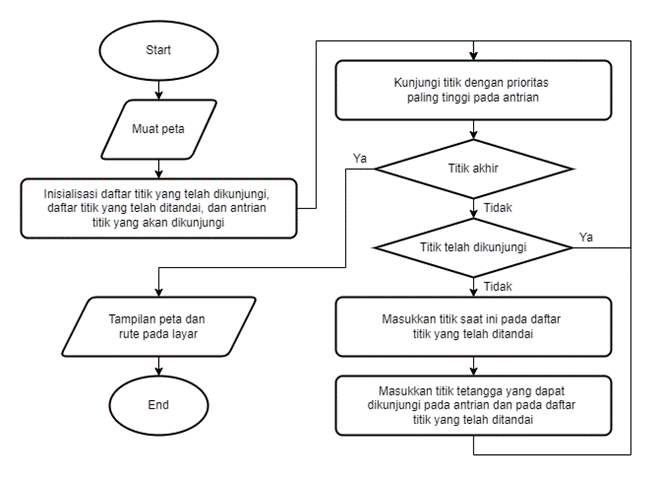 Start
Muat peta
Inisialisasi daftar titik yang telah dikunjungi,
daftar titik yang telah ditandai, dan antrian
titik yang akan dikunjungi
Kunjungi titik dengan prioritas
paling tinggi pada antrian
Ya
Titik akhir
Tidak
Titik telah dikunjungi
Ya
Tidak
Tampilan peta dan
rute pada layar
Masukkan titik saat ini pada daftar
titik yang telah ditandai
End
Masukkan titik tetangga yang dapat
dikunjungi pada antrian dan pada daftar
titik yang telah ditandai